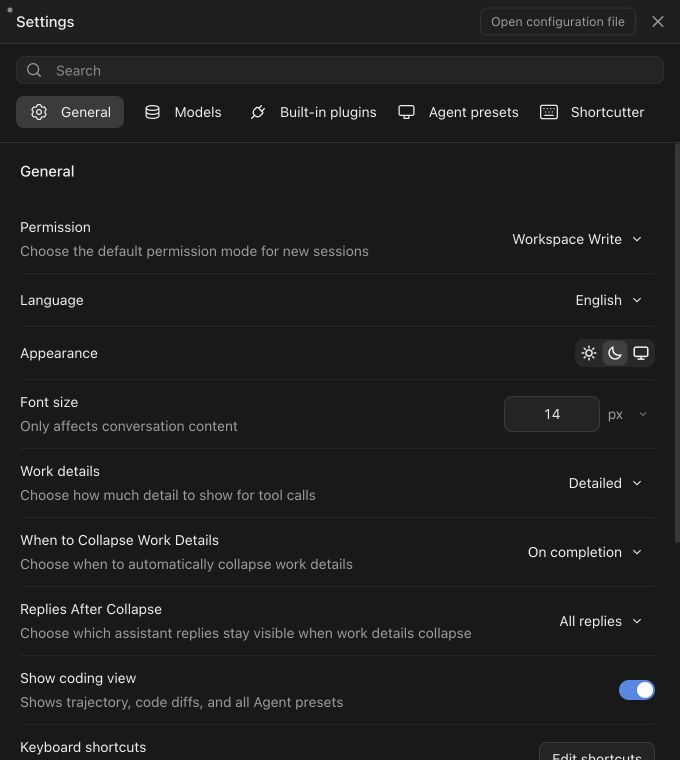 Settings
Open configuration file
Search
General
Models
Built-in plugins
Agent presets
Shortcutter
General
Permission
Choose the default permission mode for new sessions
Workspace Write
Language
English
Appearance
Font size
Only affects conversation content
14
px
Work details
Choose how much detail to show for tool calls
Detailed
When to Collapse Work Details
Choose when to automatically collapse work details
On completion
Replies After Collapse
Choose which assistant replies stay visible when work details collapse
All replies
Show coding view
Shows trajectory, code diffs, and all Agent presets
Keyboard shortcuts
Edit shortcuts